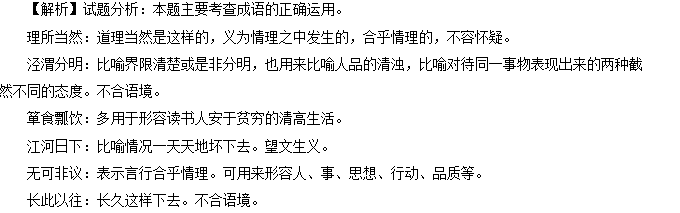 【解析】试题分析：本题主要考查成语的正确运用。
理所当然：道理当然是这样的，义为情理之中发生的，合乎情理的，不容怀疑。
泾渭分明：比喻界限清楚或是非分明，也用来比喻人品的清浊，比喻对待同一事物表现出来的两种截
然不同的态度。不合语境。
箪食瓢饮：多用于形容读书人安于贫穷的清高生活。
江河日下：比喻情况一天天地坏下去。望文生义。
无可非议：表示言行合乎情理。可用来形容人、事、思想、行动、品质等。
长此以往：长久这样下去。不合语境。